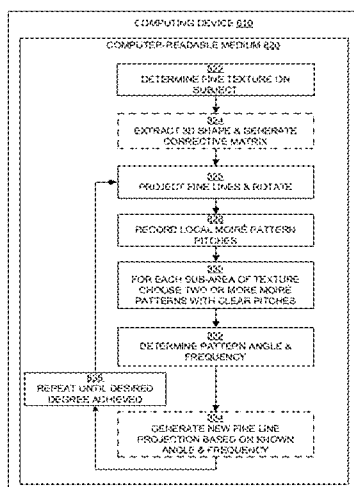 COMPUTING DEVICE 610
COMPUTER-READABLE MEDIUM 620
622
DETERMINE FINE TEXTURE ON
SUBJECT
624
EXTRACT 3D SHAPE & GENERATE
CORRECTIVE MATRIX
PROJECT FINE LINES & ROTATE
RECORD LOCAL MOIRÉ PATTERN
PITCHES
FOR EACH SUB-AREA OF TEXTURE
CHOOSE TWO OR MORE MOIRÉ
PATTERNS WITH CLEAR PITCHES
DETERMINE PATTERN ANGLE &
FREQUENCY
REPEAT UNTIL DESIRED
DEGREE ACHIEVED
GENERATE NEW FINE LINE
PROJECTION BASED ON KNOWN
ANGLE & FREQUENCY